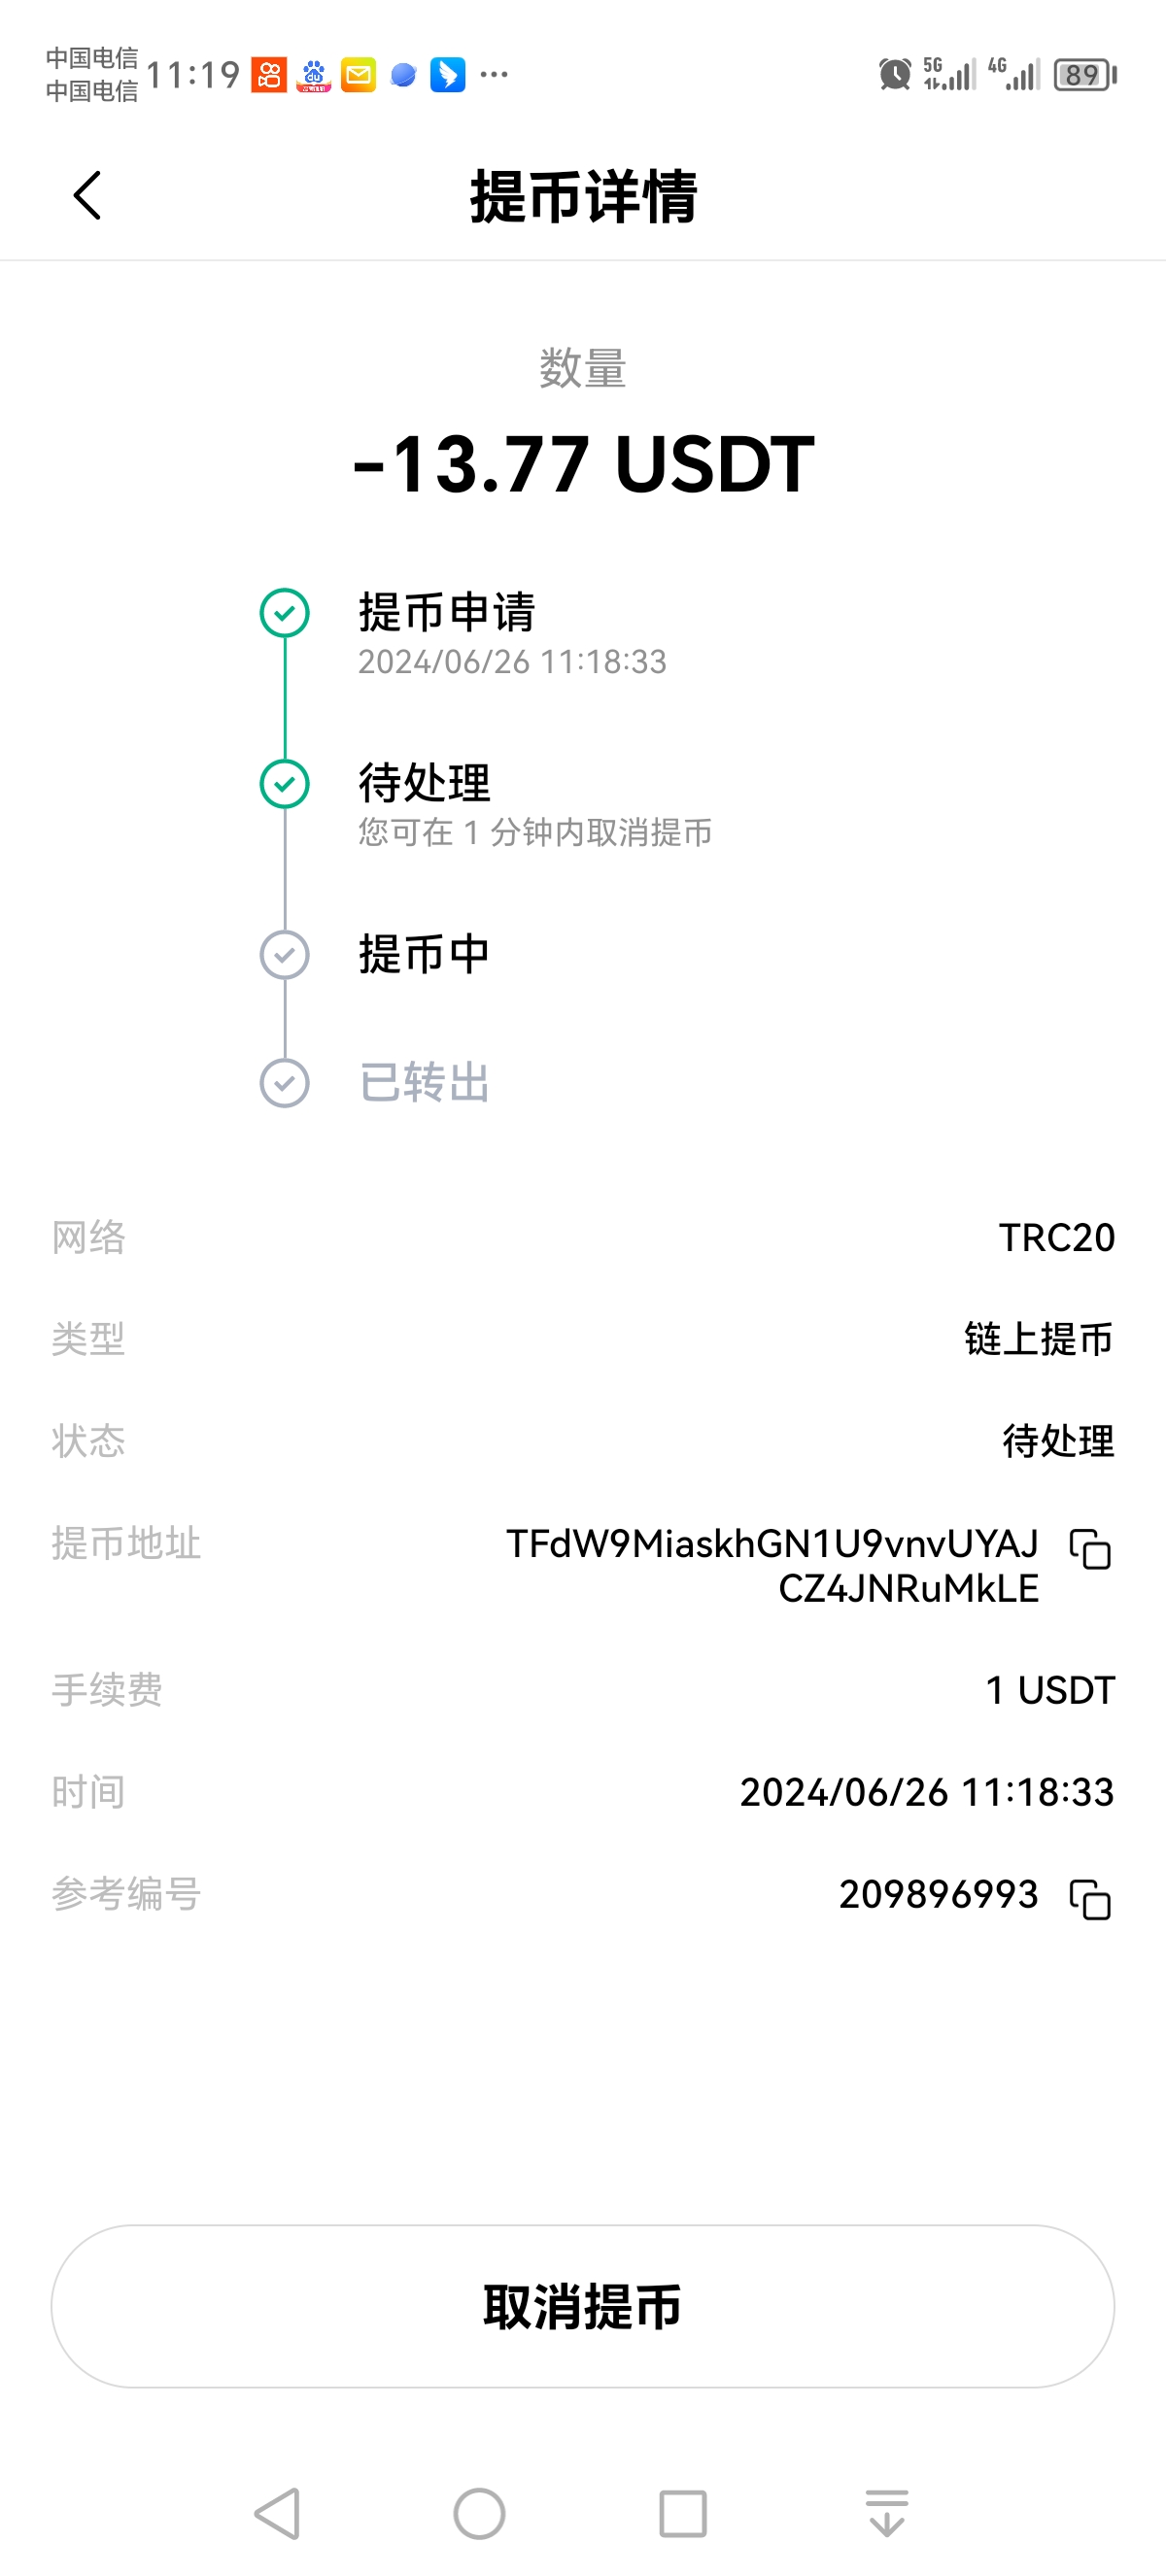 中国电信
中国电信
11:19
du
5G
4G
89
提币详情
数量
-13.77 USDT
提币申请
2024/06/26 11:18:33
待处理
您可在 1 分钟内取消提币
提币中
已转出
网络 TRC20
类型 链上提币
状态 待处理
提币地址 TFdW9MiaskhGN1U9vnvUYAJ
CZ4JNRuMkLE
手续费 1 USDT
时间 2024/06/26 11:18:33
参考编号 209896993
取消提币